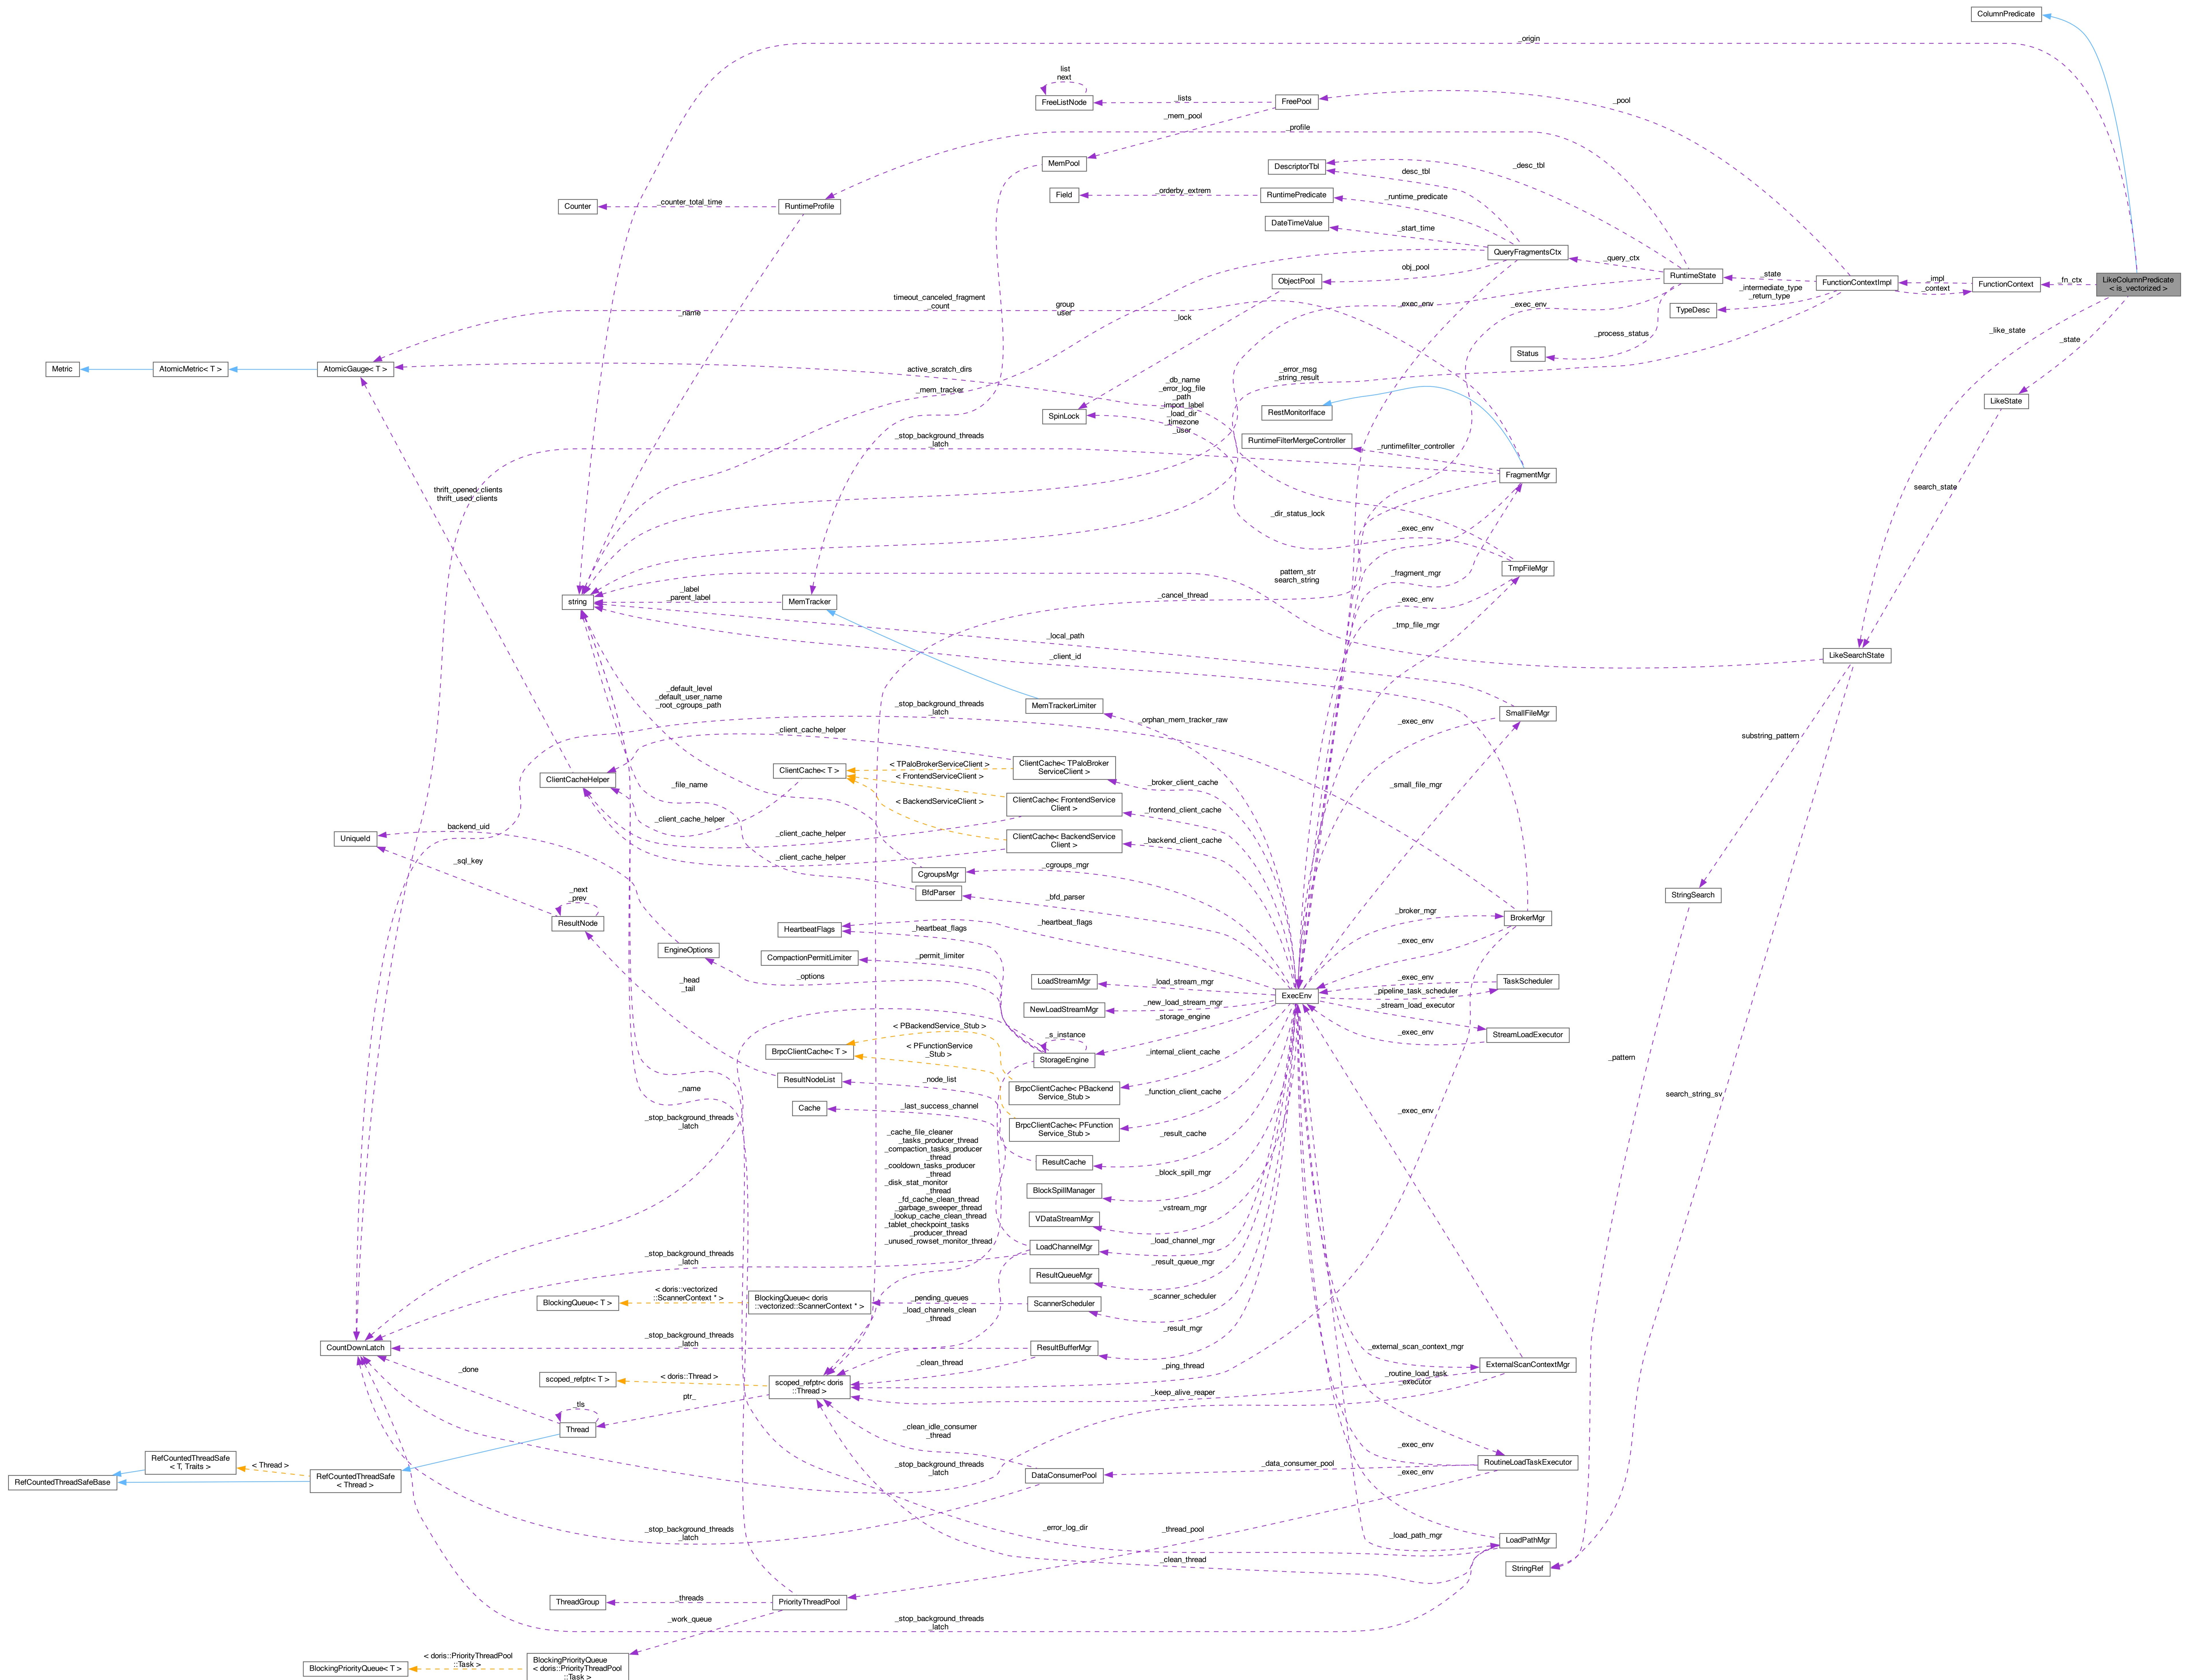 ColumnPredicate
_origin
list
next
FreeListNode
_lists
FreePool
_pool
_mem_pool
_profile
MemPool
DescriptorTbl
_desc_tbl
desc_tbl
Field
_orderby_extrem
RuntimePredicate
_runtime_predicate
Counter
_counter_total_time
RuntimeProfile
DateTimeValue
_start_time
QueryFragmentsCtx
_query_ctx
RuntimeState
_state
FunctionContextImpl
_impl
_context
FunctionContext
_fn_ctx
LikeColumnPredicate
< is_vectorized >
ObjectPool
obj_pool
_intermediate_type
_return_type
TypeDesc
timeout_canceled_fragment
_count
group
user
_exec_env
_exec_env
_name
_lock
_process_status
_like_state
_state
Status
Metric
AtomicMetric< T >
AtomicGauge< T >
active_scratch_dirs
_mem_tracker
_db_name
_error_log_file
_path
_import_label
_load_dir
_timezone
_user
_error_msg
_string_result
SpinLock
RestMonitorIface
LikeState
RuntimeFilterMergeController
_runtimefilter_controller
_stop_background_threads
_latch
FragmentMgr
thrift_opened_clients
thrift_used_clients
search_state
_dir_status_lock
_exec_env
pattern_str
search_string
_fragment_mgr
TmpFileMgr
_label
_parent_label
string
MemTracker
_cancel_thread
_exec_env
_tmp_file_mgr
_local_path
_client_id
LikeSearchState
_default_level
_default_user_name
_root_cgroups_path
_stop_background_threads
_latch
MemTrackerLimiter
_orphan_mem_tracker_raw
_exec_env
SmallFileMgr
_client_cache_helper
substring_pattern
ClientCacheHelper
ClientCache< T >
< TPaloBrokerServiceClient >
< FrontendServiceClient >
< BackendServiceClient >
ClientCache< TPaloBroker
ServiceClient >
_broker_client_cache
_file_name
_small_file_mgr
ClientCache< FrontendService
Client >
_frontend_client_cache
_client_cache_helper
_client_cache_helper
backend_uid
UniqueId
ClientCache< BackendService
Client >
_backend_client_cache
_client_cache_helper
_sql_key
_cgroups_mgr
CgroupsMgr
BfdParser
_bfd_parser
StringSearch
_next
_prev
ResultNode
_broker_mgr
BrokerMgr
HeartbeatFlags
_heartbeat_flags
_heartbeat_flags
_exec_env
EngineOptions
CompactionPermitLimiter
_permit_limiter
_options
_head
_tail
LoadStreamMgr
_load_stream_mgr
_exec_env
TaskScheduler
_pipeline_task_scheduler
ExecEnv
NewLoadStreamMgr
_new_load_stream_mgr
_stream_load_executor
_storage_engine
StreamLoadExecutor
_exec_env
< PBackendService_Stub >
_s_instance
BrpcClientCache< T >
< PFunctionService
_Stub >
StorageEngine
_internal_client_cache
_pattern
ResultNodeList
_node_list
BrpcClientCache< PBackend
Service_Stub >
_function_client_cache
_name
search_string_sv
Cache
_last_success_channel
_stop_background_threads
_latch
_exec_env
BrpcClientCache< PFunction
Service_Stub >
_cache_file_cleaner
_tasks_producer_thread
_compaction_tasks_producer
_thread
_cooldown_tasks_producer
_thread
_disk_stat_monitor
_thread
_fd_cache_clean_thread
_garbage_sweeper_thread
_lookup_cache_clean_thread
_tablet_checkpoint_tasks
_producer_thread
_unused_rowset_monitor_thread
_result_cache
ResultCache
_block_spill_mgr
BlockSpillManager
_vstream_mgr
VDataStreamMgr
_load_channel_mgr
LoadChannelMgr
_stop_background_threads
_latch
_result_queue_mgr
ResultQueueMgr
< doris::vectorized
::ScannerContext * >
BlockingQueue< T >
BlockingQueue< doris
::vectorized::ScannerContext * >
_pending_queues
ScannerScheduler
_scanner_scheduler
_load_channels_clean
_thread
_result_mgr
CountDownLatch
_stop_background_threads
_latch
ResultBufferMgr
_external_scan_context_mgr
_clean_thread
_ping_thread
ExternalScanContextMgr
_done
scoped_refptr< T >
< doris::Thread >
scoped_refptr< doris
::Thread >
_routine_load_task
_executor
ptr_
_keep_alive_reaper
_tls
Thread
_clean_idle_consumer
_thread
_exec_env
RefCountedThreadSafe
< T, Traits >
< Thread >
_stop_background_threads
_latch
_data_consumer_pool
RoutineLoadTaskExecutor
_exec_env
RefCountedThreadSafeBase
RefCountedThreadSafe
< Thread >
DataConsumerPool
_stop_background_threads
_latch
_error_log_dir
_thread_pool
_load_path_mgr
LoadPathMgr
_clean_thread
StringRef
ThreadGroup
_threads
PriorityThreadPool
_work_queue
_stop_background_threads
_latch
< doris::PriorityThreadPool
::Task >
BlockingPriorityQueue< T >
BlockingPriorityQueue
< doris::PriorityThreadPool
::Task >